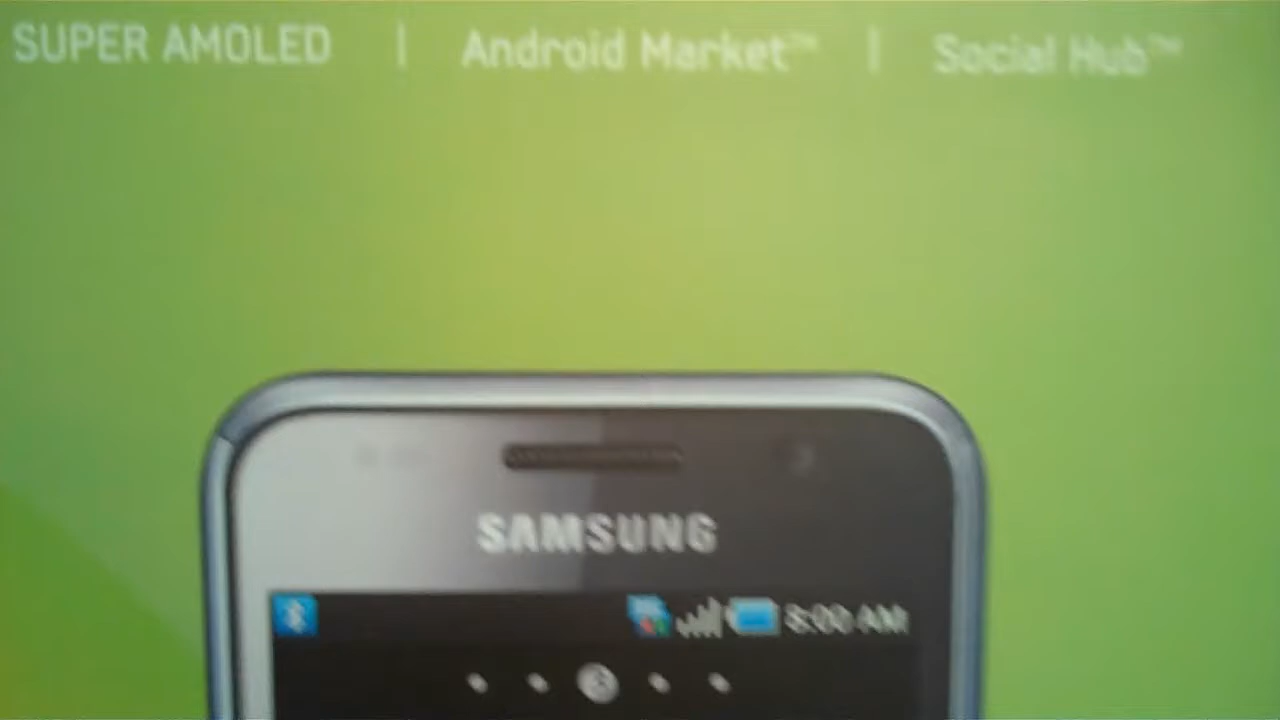 SUPER AMOLED | Android Market™ | Social Hub™
SAMSUNG
8:00 AM